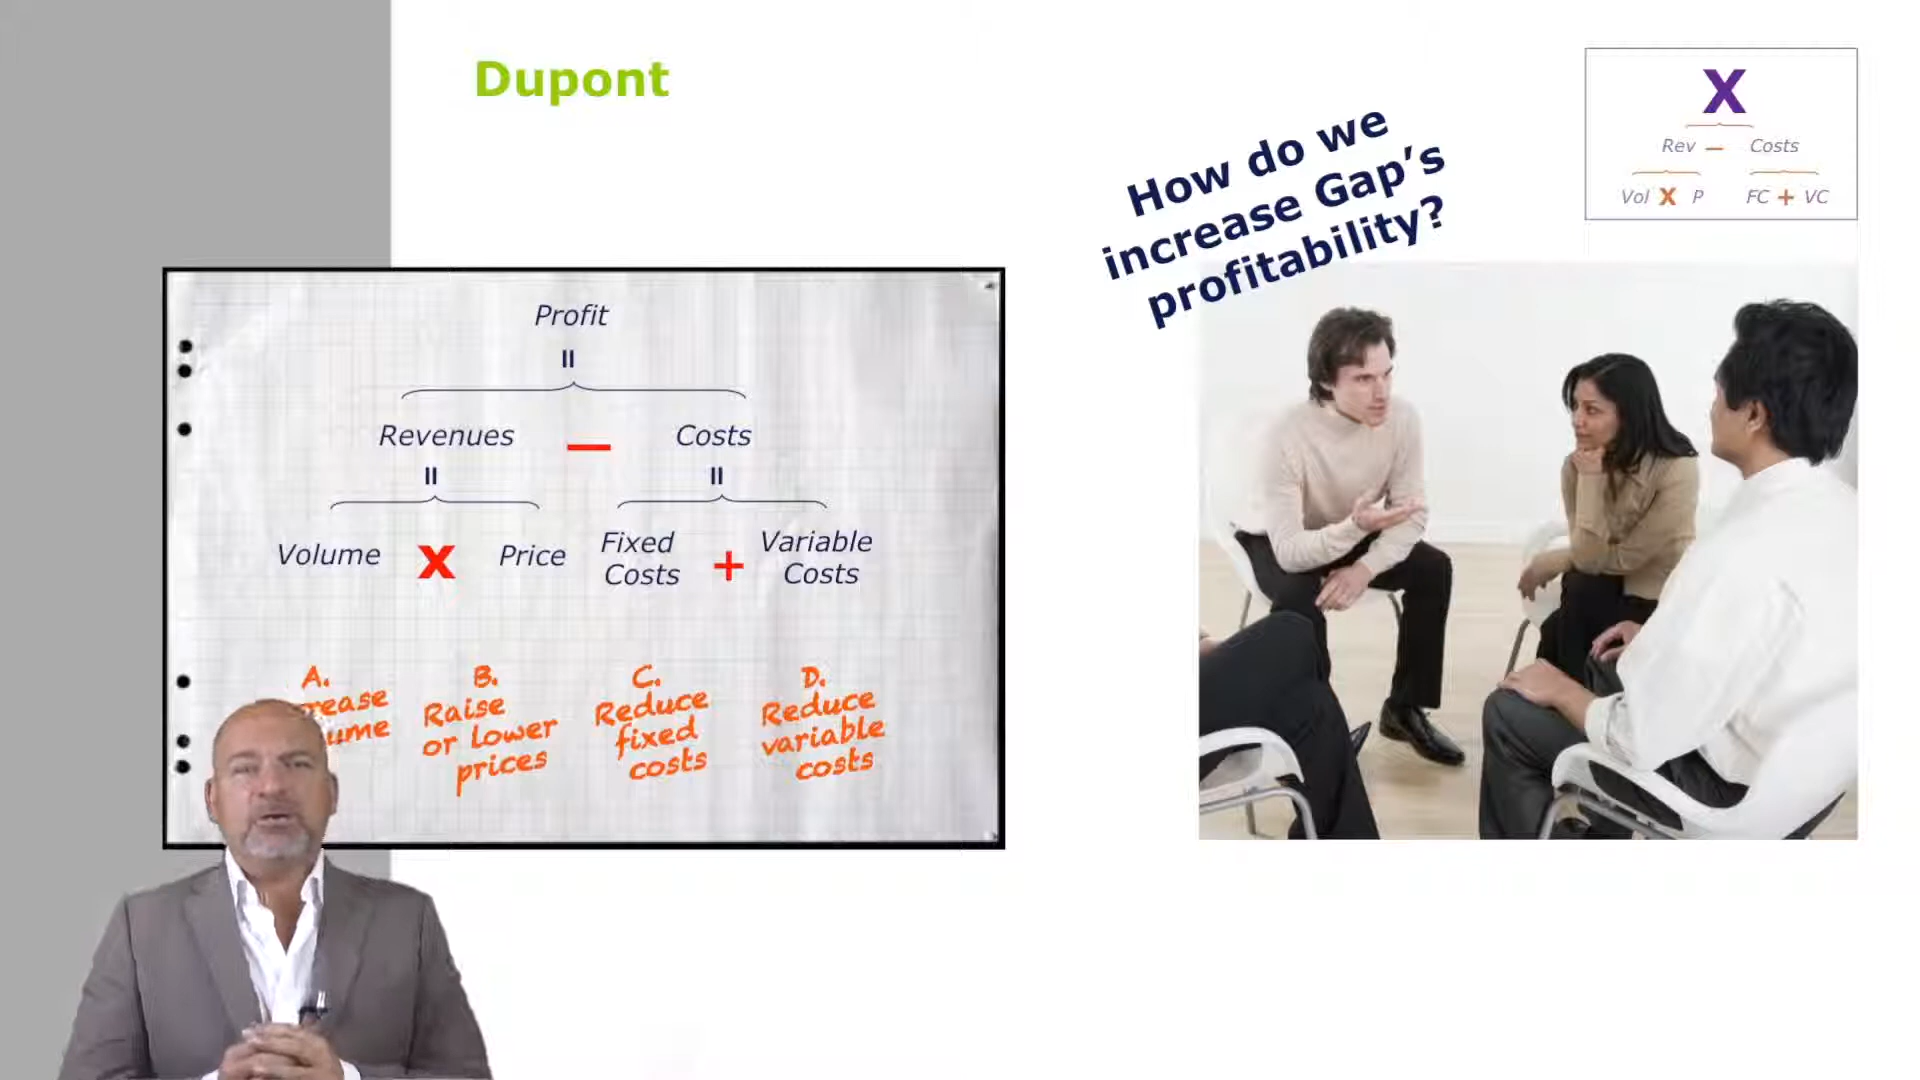 Dupont
How do we
increase Gap's
profitability?
X
Rev — Costs
Vol X P FC + VC
Profit
=
Revenues — Costs
= =
Volume X Price Fixed Costs + Variable Costs
A.
B.
Raise
or lower
prices
C.
Reduce
fixed
costs
D.
Reduce
variable
costs